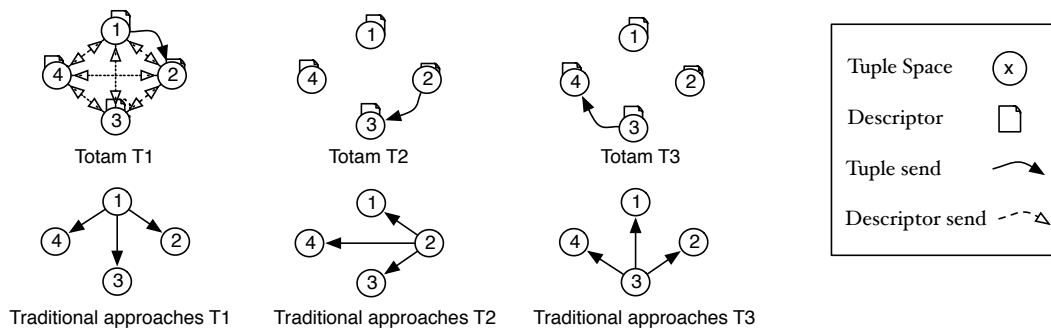 1
4
2
3
Totam T1
1
4
2
3
Totam T2
1
4
2
3
Totam T3
1
4
2
3
Traditional approaches T1
1
4
2
3
Traditional approaches T2
1
4
2
3
Traditional approaches T3
Tuple Space x
Descriptor
Tuple send
Descriptor send